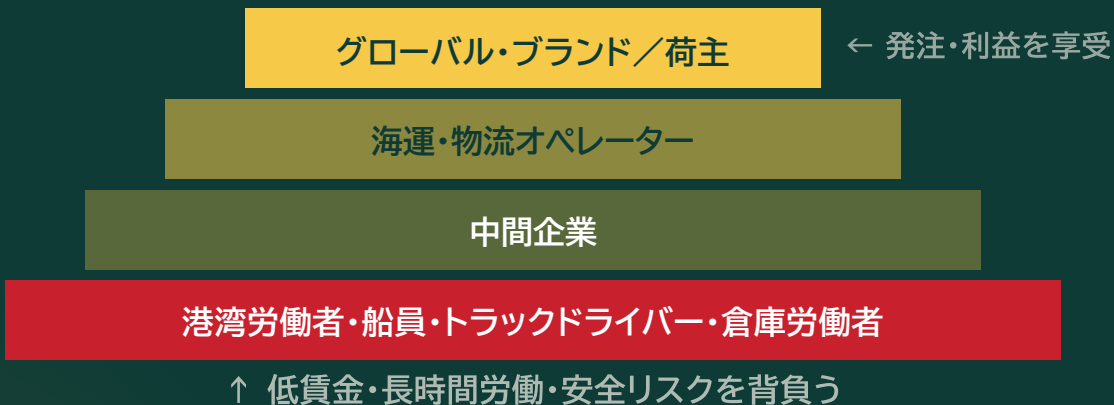 グローバル・ブランド／荷主
← 発注・利益を享受
海運・物流オペレーター
中間企業
港湾労働者・船員・トラックドライバー・倉庫労働者
↑ 低賃金・長時間労働・安全リスクを背負う